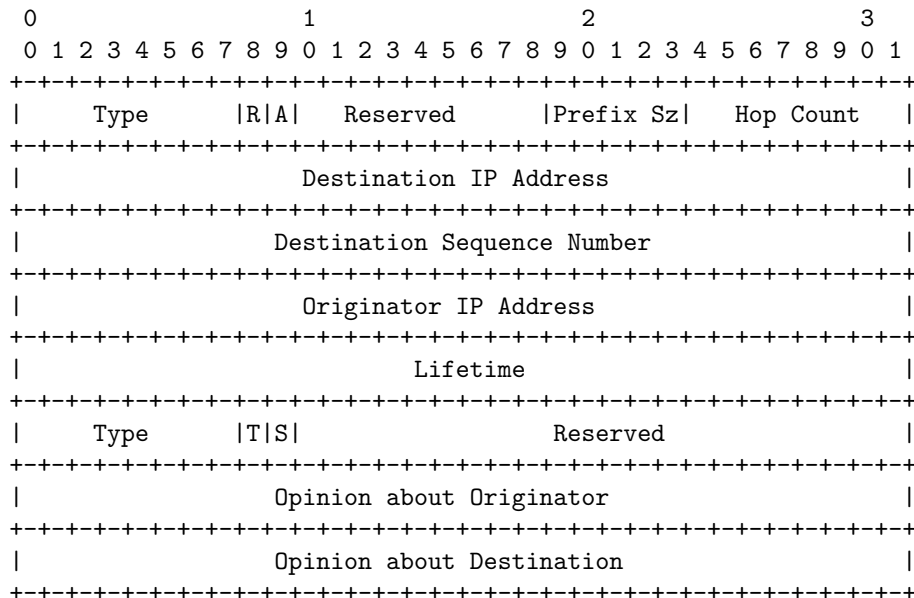 0                   1                   2                   3
0 1 2 3 4 5 6 7 8 9 0 1 2 3 4 5 6 7 8 9 0 1 2 3 4 5 6 7 8 9 0 1
+-+-+-+-+-+-+-+-+-+-+-+-+-+-+-+-+-+-+-+-+-+-+-+-+-+-+-+-+-+-+-+-+
|     Type      |R|A|   Reserved      |Prefix Sz|   Hop Count   |
+-+-+-+-+-+-+-+-+-+-+-+-+-+-+-+-+-+-+-+-+-+-+-+-+-+-+-+-+-+-+-+-+
|                    Destination IP Address                     |
+-+-+-+-+-+-+-+-+-+-+-+-+-+-+-+-+-+-+-+-+-+-+-+-+-+-+-+-+-+-+-+-+
|                  Destination Sequence Number                  |
+-+-+-+-+-+-+-+-+-+-+-+-+-+-+-+-+-+-+-+-+-+-+-+-+-+-+-+-+-+-+-+-+
|                    Originator IP Address                      |
+-+-+-+-+-+-+-+-+-+-+-+-+-+-+-+-+-+-+-+-+-+-+-+-+-+-+-+-+-+-+-+-+
|                            Lifetime                           |
+-+-+-+-+-+-+-+-+-+-+-+-+-+-+-+-+-+-+-+-+-+-+-+-+-+-+-+-+-+-+-+-+
|     Type      |T|S|                  Reserved                 |
+-+-+-+-+-+-+-+-+-+-+-+-+-+-+-+-+-+-+-+-+-+-+-+-+-+-+-+-+-+-+-+-+
|                  Opinion about Originator                     |
+-+-+-+-+-+-+-+-+-+-+-+-+-+-+-+-+-+-+-+-+-+-+-+-+-+-+-+-+-+-+-+-+
|                  Opinion about Destination                    |
+-+-+-+-+-+-+-+-+-+-+-+-+-+-+-+-+-+-+-+-+-+-+-+-+-+-+-+-+-+-+-+-+